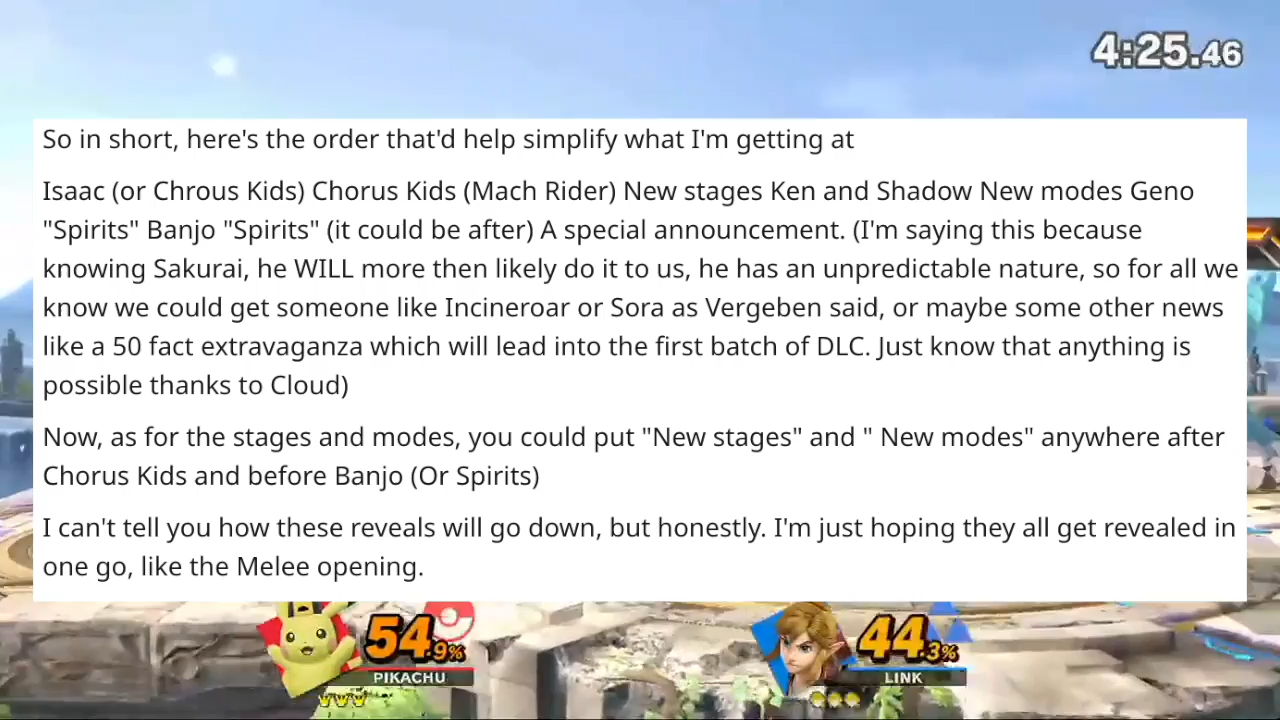 4:25.46
So in short, here's the order that'd help simplify what I'm getting at
Isaac (or Chrous Kids) Chorus Kids (Mach Rider) New stages Ken and Shadow New modes Geno
"Spirits" Banjo "Spirits" (it could be after) A special announcement. (I'm saying this because
knowing Sakurai, he WILL more then likely do it to us, he has an unpredictable nature, so for all we
know we could get someone like Incineroar or Sora as Vergeben said, or maybe some other news
like a 50 fact extravaganza which will lead into the first batch of DLC. Just know that anything is
possible thanks to Cloud)
Now, as for the stages and modes, you could put "New stages" and " New modes" anywhere after
Chorus Kids and before Banjo (Or Spirits)
I can't tell you how these reveals will go down, but honestly. I'm just hoping they all get revealed in
one go, like the Melee opening.
54.9%
PIKACHU
44.3%
LINK